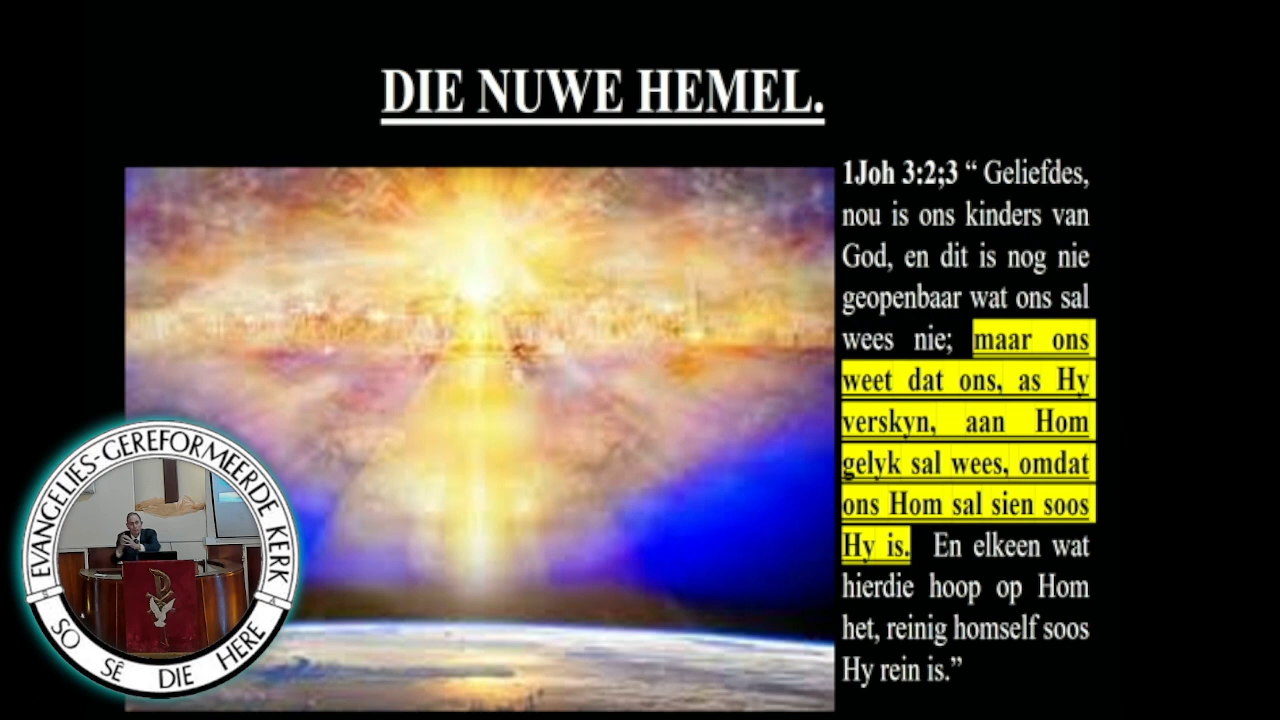 DIE NUWE HEMEL.
1Joh 3:2;3 “ Geliefdes,
nou is ons kinders van
God, en dit is nog nie
geopenbaar wat ons sal
wees nie; maar ons
weet dat ons, as Hy
verskyn, aan Hom
gelyk sal wees, omdat
ons Hom sal sien soos
Hy is. En elkeen wat
hierdie hoop op Hom
het, reinig homself soos
Hy rein is.”
EVANGELIES-GEREFORMEERDE KERK
SO SÊ DIE HERE